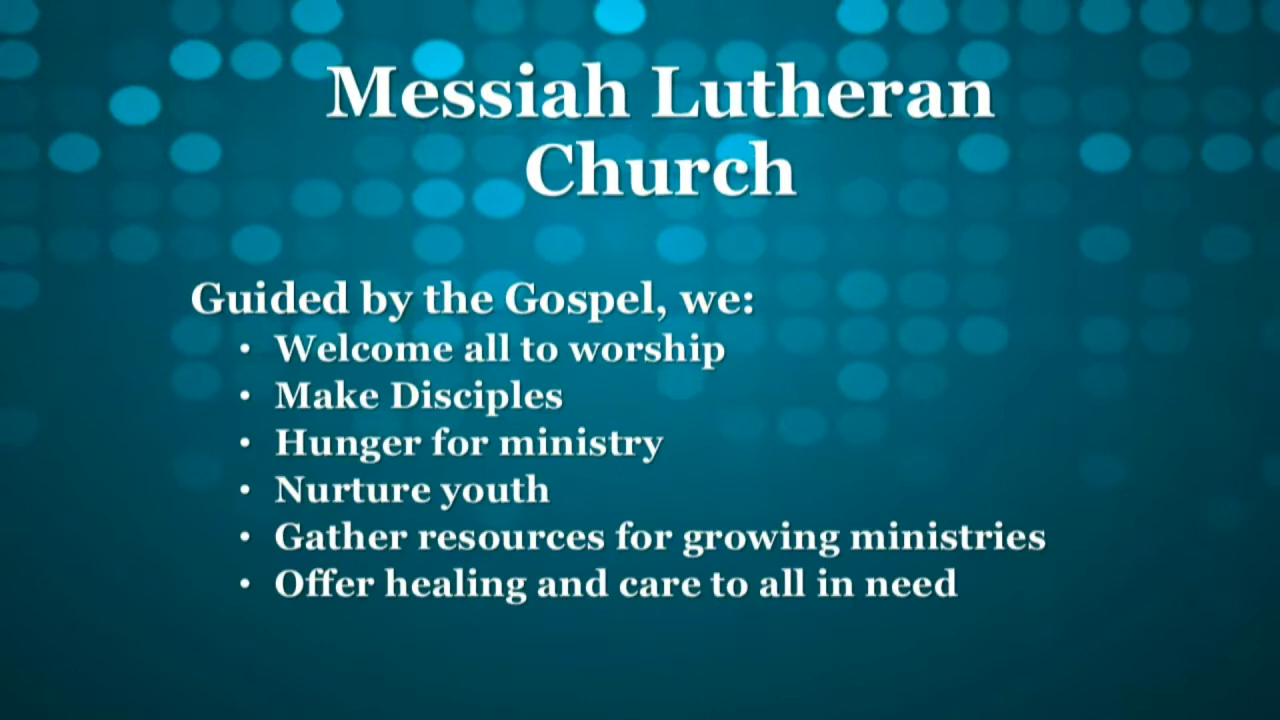 Messiah Lutheran
Church
Guided by the Gospel, we:
• Welcome all to worship
• Make Disciples
• Hunger for ministry
• Nurture youth
• Gather resources for growing ministries
• Offer healing and care to all in need